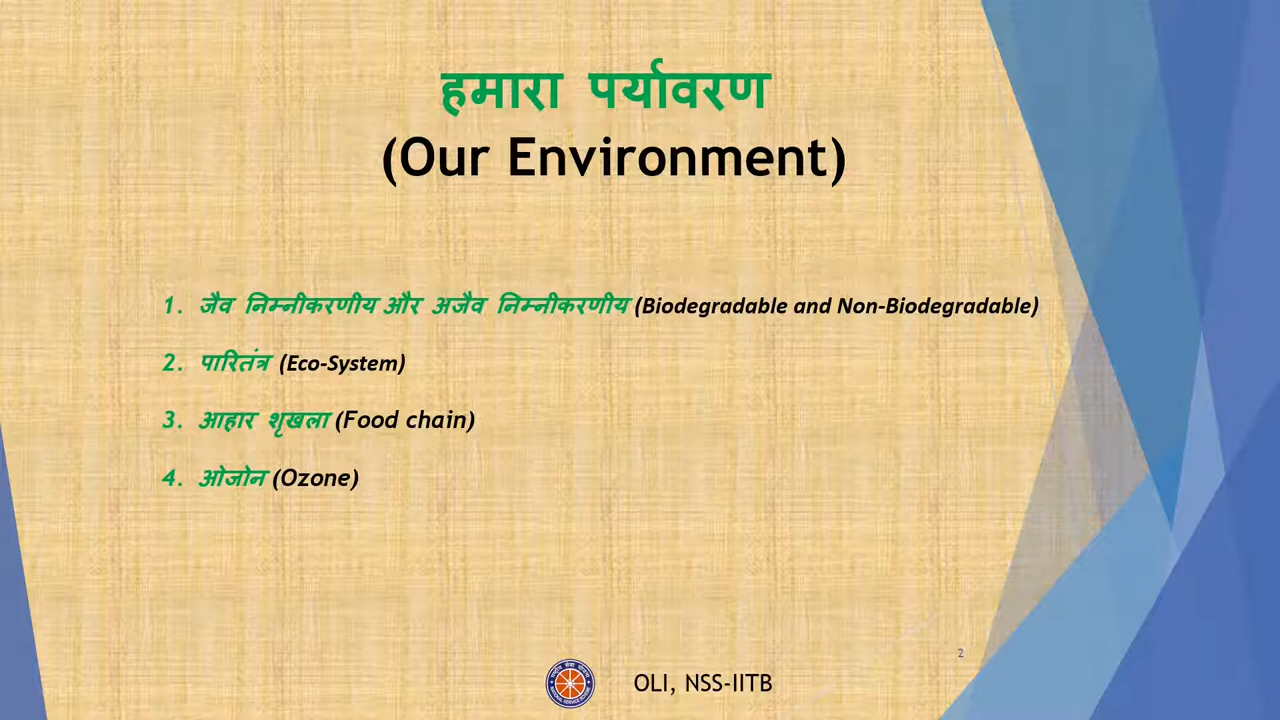 हमारा पर्यावरण
(Our Environment)
1. जैव निम्नीकरणीय और अजैव निम्नीकरणीय (Biodegradable and Non-Biodegradable)
2. पारितंत्र (Eco-System)
3. आहार शृखला (Food chain)
4. ओजोन (Ozone)
2
OLI, NSS-IITB